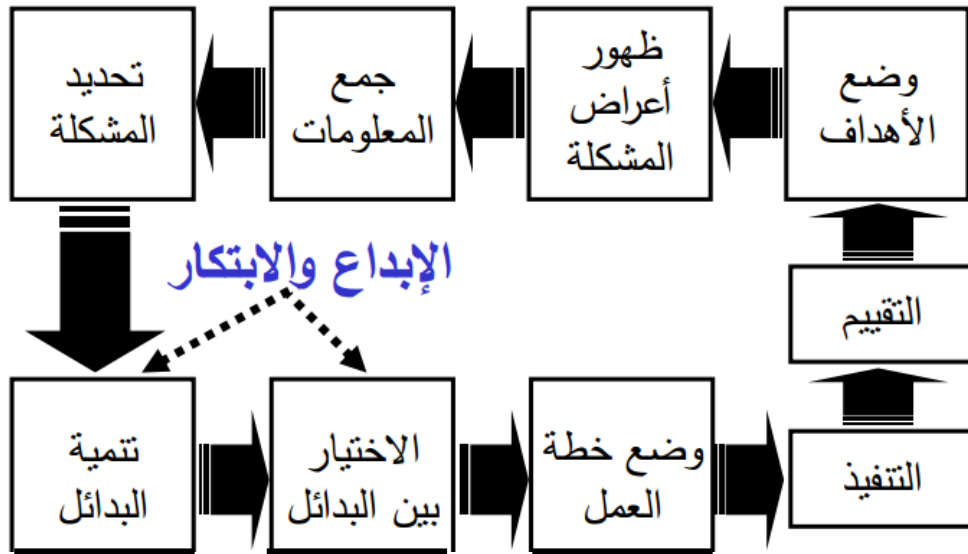 وضع
الأهداف
ظهور
أعراض
المشكلة
جمع
المعلومات
تحديد
المشكلة
الإبداع والابتكار
تنمية
البدائل
الاختيار
بين البدائل
وضع خطة
العمل
التنفيذ
التقييم